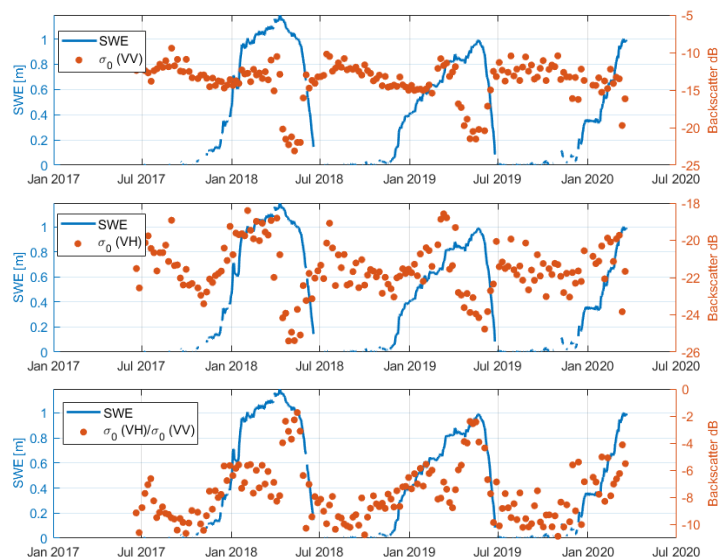 SWE
σ0 (VV)
SWE [m]
1
0.8
0.6
0.4
0.2
0
-5
-10
-15
-20
-25
Backscatter dB
Jan 2017 Jul 2017 Jan 2018 Jul 2018 Jan 2019 Jul 2019 Jan 2020 Jul 2020
SWE
σ0 (VH)
SWE [m]
1
0.8
0.6
0.4
0.2
0
-18
-20
-22
-24
-26
Backscatter dB
Jan 2017 Jul 2017 Jan 2018 Jul 2018 Jan 2019 Jul 2019 Jan 2020 Jul 2020
SWE
σ0 (VH)/σ0 (VV)
SWE [m]
1
0.8
0.6
0.4
0.2
0
0
-2
-4
-6
-8
-10
Backscatter dB
Jan 2017 Jul 2017 Jan 2018 Jul 2018 Jan 2019 Jul 2019 Jan 2020 Jul 2020